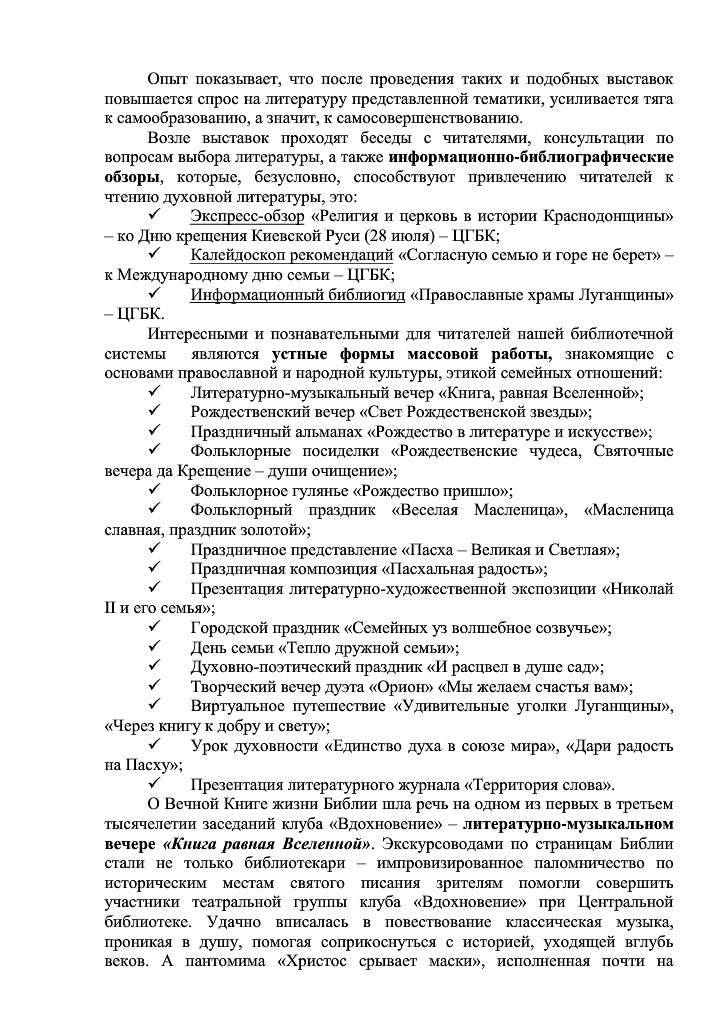 Опыт показывает, что после проведения таких и подобных выставок
повышается спрос на литературу представленной тематики, усиливается тяга
к самообразованию, а значит, к самосовершенствованию.
Возле выставок проходят беседы с читателями, консультации по
вопросам выбора литературы, а также информационно-библиографические
обзоры, которые, безусловно, способствуют привлечению читателей к
чтению духовной литературы, это:
✓ Экспресс-обзор «Религия и церковь в истории Краснодонщины»
– ко Дню крещения Киевской Руси (28 июля) – ЦГБК;
✓ Калейдоскоп рекомендаций «Согласную семью и горе не берет» –
к Международному дню семьи – ЦГБК;
✓ Информационный библиогид «Православные храмы Луганщины»
– ЦГБК.
Интересными и познавательными для читателей нашей библиотечной
системы являются устные формы массовой работы, знакомящие с
основами православной и народной культуры, этикой семейных отношений:
✓ Литературно-музыкальный вечер «Книга, равная Вселенной»;
✓ Рождественский вечер «Свет Рождественской звезды»;
✓ Праздничный альманах «Рождество в литературе и искусстве»;
✓ Фольклорные посиделки «Рождественские чудеса, Святочные
вечера да Крещение – души очищение»;
✓ Фольклорное гулянье «Рождество пришло»;
✓ Фольклорный праздник «Веселая Масленица», «Масленица
славная, праздник золотой»;
✓ Праздничное представление «Пасха – Великая и Светлая»;
✓ Праздничная композиция «Пасхальная радость»;
✓ Презентация литературно-художественной экспозиции «Николай
II и его семья»;
✓ Городской праздник «Семейных уз волшебное созвучье»;
✓ День семьи «Тепло дружной семьи»;
✓ Духовно-поэтический праздник «И расцвел в душе сад»;
✓ Творческий вечер дуэта «Орион» «Мы желаем счастья вам»;
✓ Виртуальное путешествие «Удивительные уголки Луганщины»,
«Через книгу к добру и свету»;
✓ Урок духовности «Единство духа в союзе мира», «Дари радость
на Пасху»;
✓ Презентация литературного журнала «Территория слова».
О Вечной Книге жизни Библии шла речь на одном из первых в третьем
тысячелетии заседаний клуба «Вдохновение» – литературно-музыкальном
вечере «Книга равная Вселенной». Экскурсоводами по страницам Библии
стали не только библиотекари – импровизированное паломничество по
историческим местам святого писания зрителям помогли совершить
участники театральной группы клуба «Вдохновение» при Центральной
библиотеке. Удачно вписалась в повествование классическая музыка,
проникая в душу, помогая соприкоснуться с историей, уходящей вглубь
веков. А пантомима «Христос срывает маски», исполненная почти на